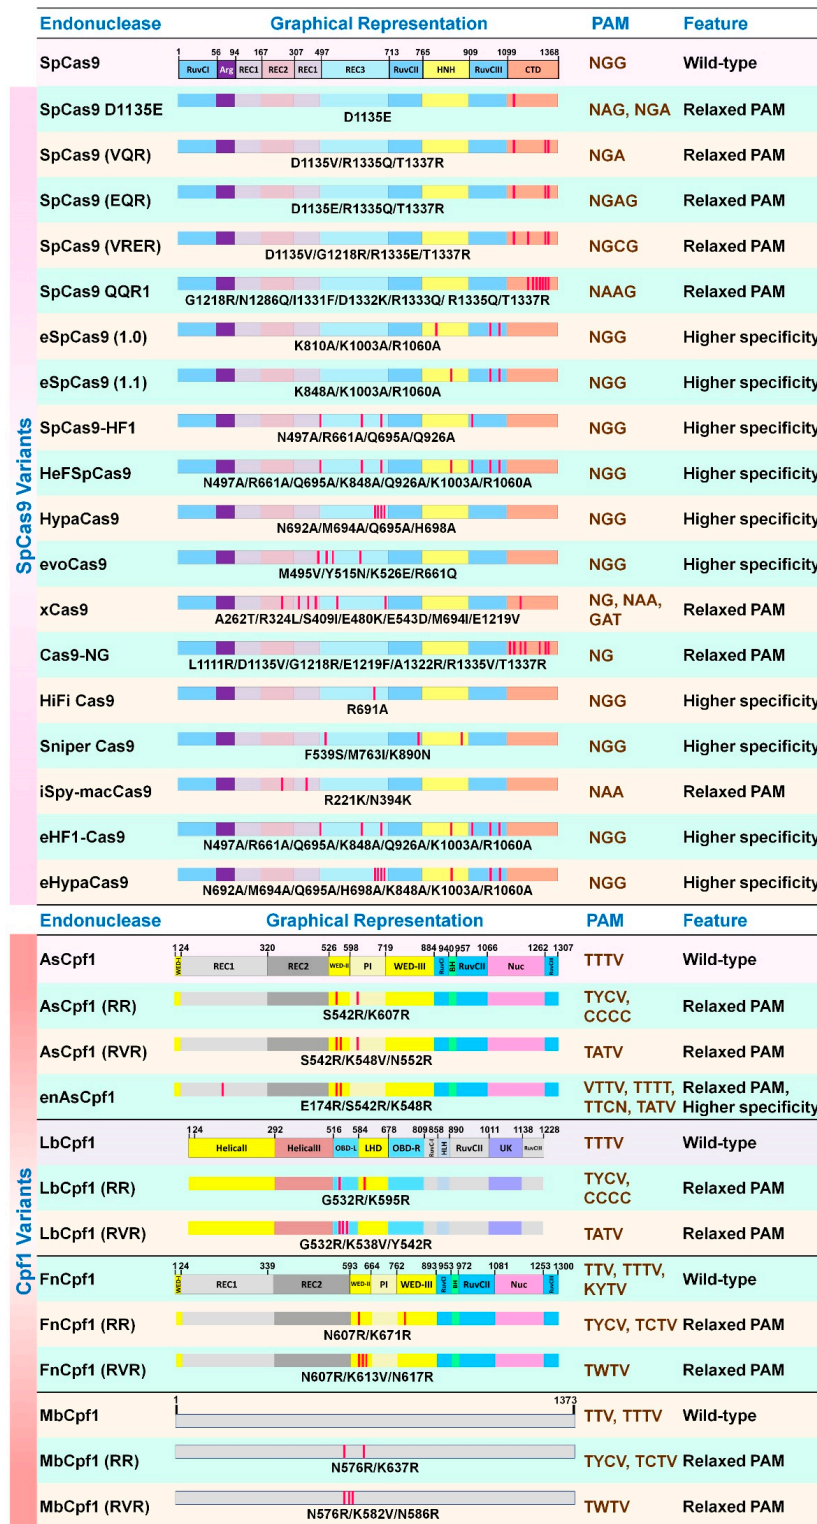 Endonuclease Graphical Representation PAM Feature
1 56 94 167 307 497 713 765 909 1099 1368
SpCas9 RuvCI Arg REC1 REC2 REC1 REC3 RuvCII HNH RuvCIII CTD NGG Wild-type
SpCas9 Variants
SpCas9 D1135E NAG, NGA Relaxed PAM
D1135E
SpCas9 (VQR) NGA Relaxed PAM
D1135V/R1335Q/T1337R
SpCas9 (EQR) NGAG Relaxed PAM
D1135E/R1335Q/T1337R
SpCas9 (VRER) NGCG Relaxed PAM
D1135V/G1218R/R1335E/T1337R
SpCas9 QQR1 NAAG Relaxed PAM
G1218R/N1286Q/I1331F/D1332K/R1333Q/ R1335Q/T1337R
eSpCas9 (1.0) NGG Higher specificity
K810A/K1003A/R1060A
eSpCas9 (1.1) NGG Higher specificity
K848A/K1003A/R1060A
SpCas9-HF1 NGG Higher specificity
N497A/R661A/Q695A/Q926A
HeFSpCas9 NGG Higher specificity
N497A/R661A/Q695A/K848A/Q926A/K1003A/R1060A
HypaCas9 NGG Higher specificity
N692A/M694A/Q695A/H698A
evoCas9 NGG Higher specificity
M495V/Y515N/K526E/R661Q
xCas9 NG, NAA, GAT Relaxed PAM
A262T/R324L/S409I/E480K/E543D/M694I/E1219V
Cas9-NG NG Relaxed PAM
L1111R/D1135V/G1218R/E1219F/A1322R/R1335V/T1337R
HiFi Cas9 NGG Higher specificity
R691A
Sniper Cas9 NGG Higher specificity
F539S/M763I/K890N
iSpy-macCas9 NAA Relaxed PAM
R221K/N394K
eHF1-Cas9 NGG Higher specificity
N497A/R661A/Q695A/K848A/Q926A/K1003A/R1060A
eHypaCas9 NGG Higher specificity
N692A/M694A/Q695A/H698A/K848A/K1003A/R1060A
Endonuclease Graphical Representation PAM Feature
Cpf1 Variants
1 24 320 526 598 719 884 940 957 1066 1262 1307
AsCpf1 WED-I REC1 REC2 WED-II PI WED-III RuvCI BH RuvCII Nuc RuvCIII TTTV Wild-type
AsCpf1 (RR) TYCV, CCCC Relaxed PAM
S542R/K607R
AsCpf1 (RVR) TATV Relaxed PAM
S542R/K548V/N552R
enAsCpf1 VTTV, TTTT, TTCN, TATV Relaxed PAM, Higher specificity
E174R/S542R/K548R
1 24 292 516 584 678 809 858 890 1011 1138 1228
LbCpf1 HelicalI HelicalII OBD-L LHD OBD-R RuvC-I HLH RuvCII UK RuvCIII TTTV Wild-type
LbCpf1 (RR) TYCV, CCCC Relaxed PAM
G532R/K595R
LbCpf1 (RVR) TATV Relaxed PAM
G532R/K538V/Y542R
1 24 339 593 664 762 893 953 972 1081 1253 1300
FnCpf1 WED-I REC1 REC2 WED-II PI WED-III RuvCI BH RuvCII Nuc RuvCIII TTV, TTTV, KYTV Wild-type
FnCpf1 (RR) TYCV, TCTV Relaxed PAM
N607R/K671R
FnCpf1 (RVR) TWTV Relaxed PAM
N607R/K613V/N617R
1 1373
MbCpf1 TTV, TTTV Wild-type
MbCpf1 (RR) TYCV, TCTV Relaxed PAM
N576R/K637R
MbCpf1 (RVR) TWTV Relaxed PAM
N576R/K582V/N586R